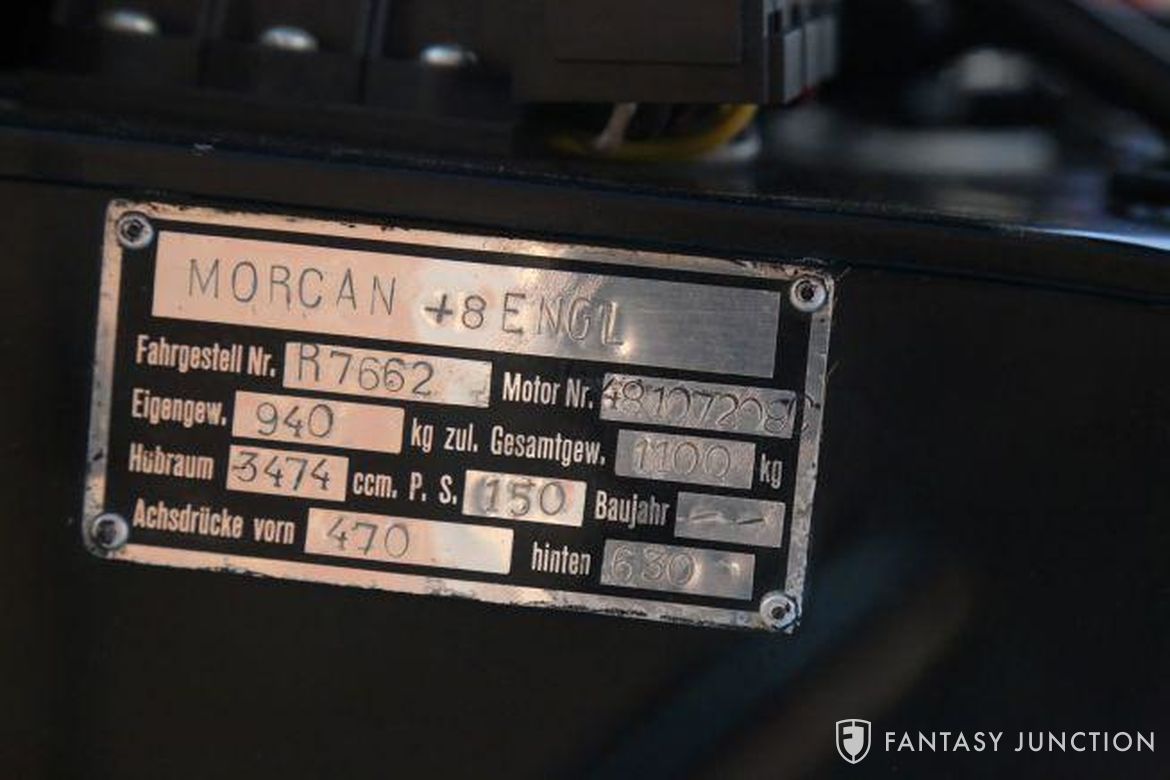 MORGAN +8 ENGL
Fahrgestell Nr. R7662 Motor Nr.
Eigengew. 940 kg zul. Gesamtgew. 1100 kg
Hubraum 3474 ccm. P. S. 150 Baujahr --
Achsdrücke vorn 470 hinten 630
FANTASY JUNCTION